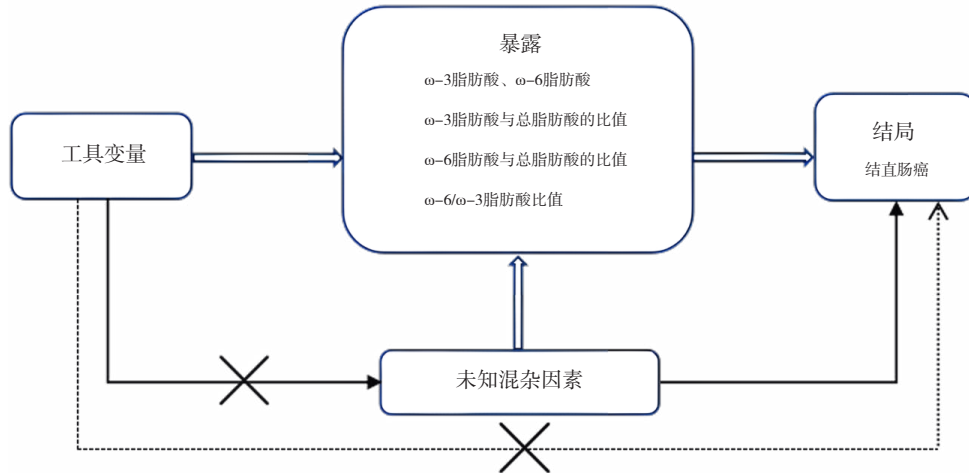 暴露
ω-3脂肪酸、ω-6脂肪酸
ω-3脂肪酸与总脂肪酸的比值
ω-6脂肪酸与总脂肪酸的比值
ω-6/ω-3脂肪酸比值
工具变量
结局
结直肠癌
未知混杂因素